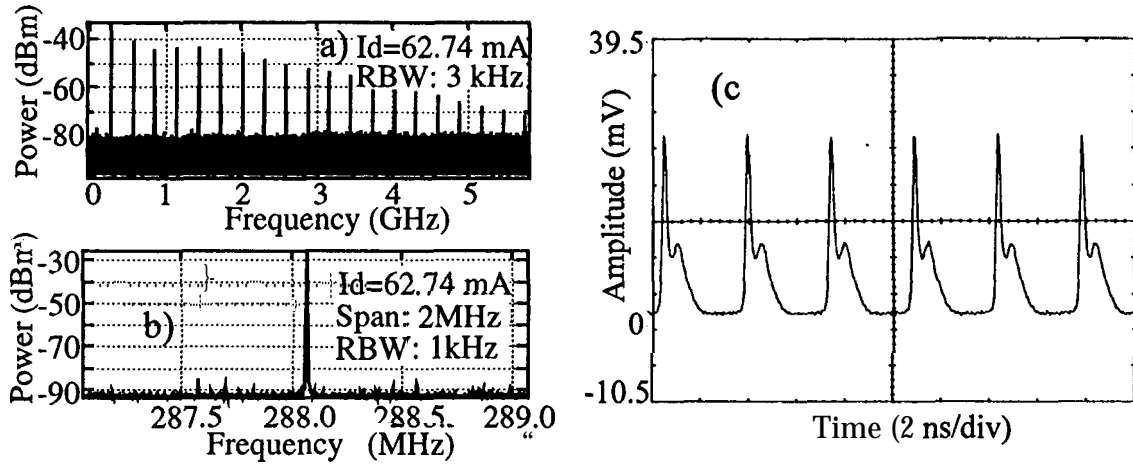 Power (dBm)
-40
-60
-80
a) Id=62.74 mA
RBW: 3 kHz
0 1 2 3 4 5
Frequency (GHz)
Power (dBm
-30
-50
-70
-90
b)
Id=62.74 mA
Span: 2MHz
RBW: 1kHz
287.5 288.0 288.5 289.0
Frequency (MHz)
39.5
(c
Amplitude (mV)
0
-10.5
Time (2 ns/div)